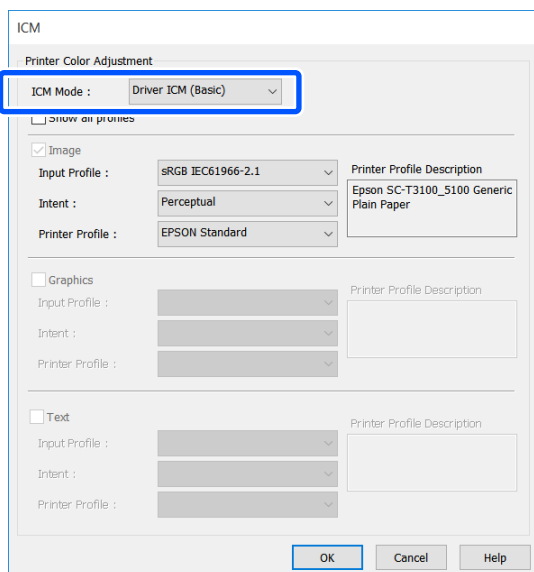 ICM
Printer Color Adjustment
ICM Mode : Driver ICM (Basic)
Show all profiles
Image
Input Profile : sRGB IEC61966-2.1 Printer Profile Description
Epson SC-T3100_5100 Generic
Intent : Perceptual Plain Paper
Printer Profile : EPSON Standard
Graphics
Input Profile : Printer Profile Description
Intent :
Printer Profile :
Text
Input Profile : Printer Profile Description
Intent :
Printer Profile :
OK Cancel Help